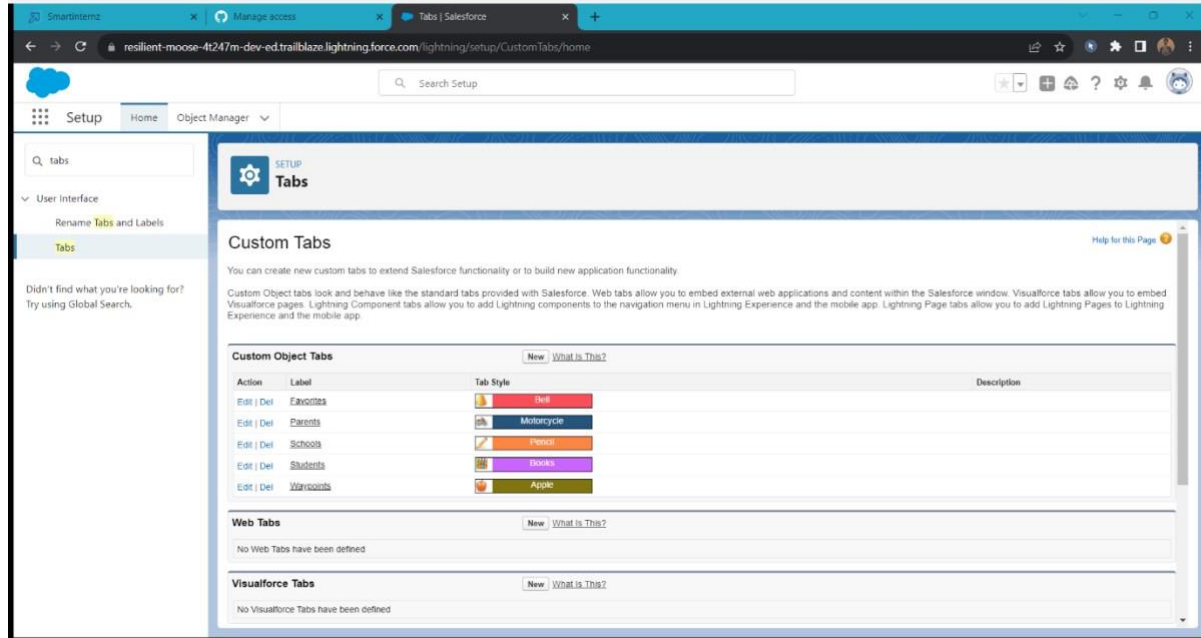 Smartinternz
Manage access
Tabs | Salesforce
resilient-moose-4t247m-dev-ed.trailblaze.lightning.force.com/lightning/setup/CustomTabs/home
Search Setup
Setup
Home
Object Manager
tabs
User Interface
Rename Tabs and Labels
Tabs
Didn't find what you're looking for?
Try using Global Search.
SETUP
Tabs
Custom Tabs
Help for this Page
You can create new custom tabs to extend Salesforce functionality or to build new application functionality
Custom Object tabs look and behave like the standard tabs provided with Salesforce. Web tabs allow you to embed external web applications and content within the Salesforce window. Visualforce tabs allow you to embed
Visualforce pages. Lightning Component tabs allow you to add Lightning components to the navigation menu in Lightning Experience and the mobile app. Lightning Page tabs allow you to add Lightning Pages to Lightning
Experience and the mobile app
Custom Object Tabs New What Is This?
Action Label Tab Style Description
Edit | Del Favorites Bell
Edit | Del Parents Motorcycle
Edit | Del Schools Pencil
Edit | Del Students Books
Edit | Del Waypoints Apple
Web Tabs New What Is This?
No Web Tabs have been defined
Visualforce Tabs New What Is This?
No Visualforce Tabs have been defined